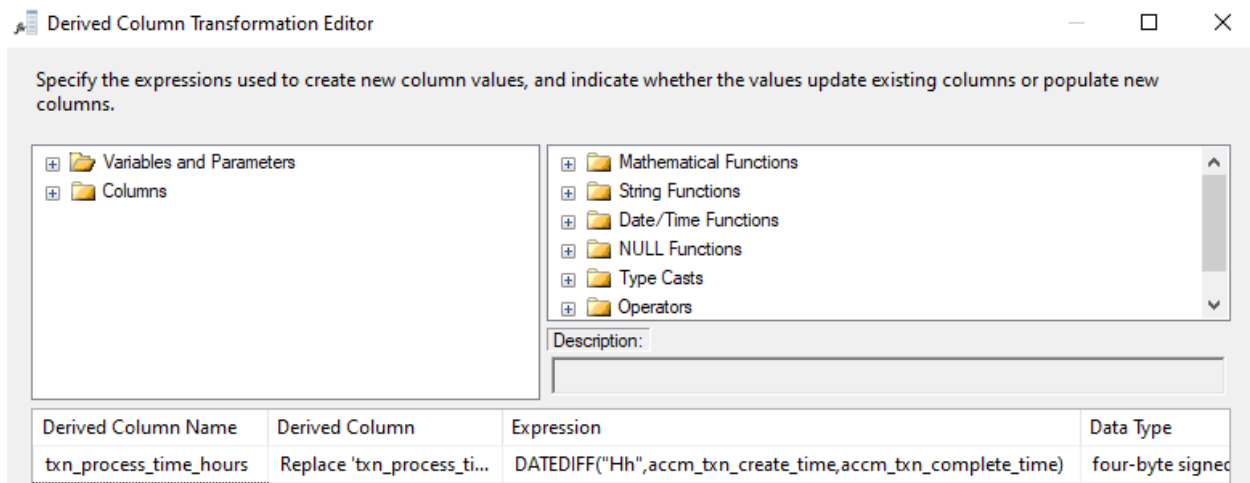 Derived Column Transformation Editor
Specify the expressions used to create new column values, and indicate whether the values update existing columns or populate new
columns.
Variables and Parameters
Columns
Mathematical Functions
String Functions
Date/Time Functions
NULL Functions
Type Casts
Operators
Description:
Derived Column Name Derived Column Expression Data Type
txn_process_time_hours Replace 'txn_process_ti... DATEDIFF("Hh",accm_txn_create_time,accm_txn_complete_time) four-byte signed